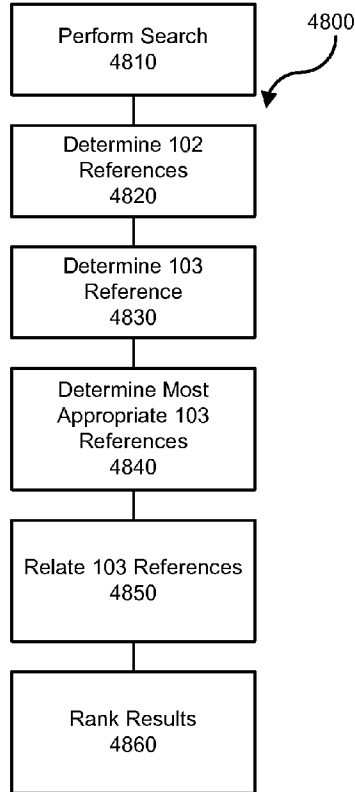 4800
Perform Search
4810
Determine 102
References
4820
Determine 103
Reference
4830
Determine Most
Appropriate 103
References
4840
Relate 103 References
4850
Rank Results
4860